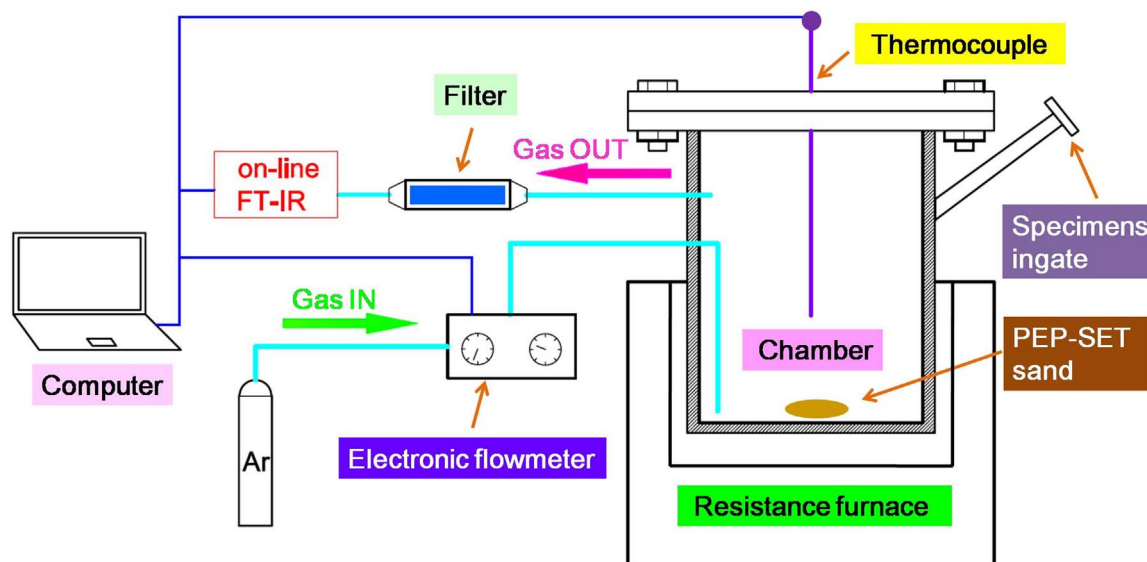 Thermocouple
Filter
Gas OUT
on-line
FT-IR
Specimens
ingate
Gas IN
Chamber
PEP-SET
sand
Computer
Electronic flowmeter
Ar
Resistance furnace